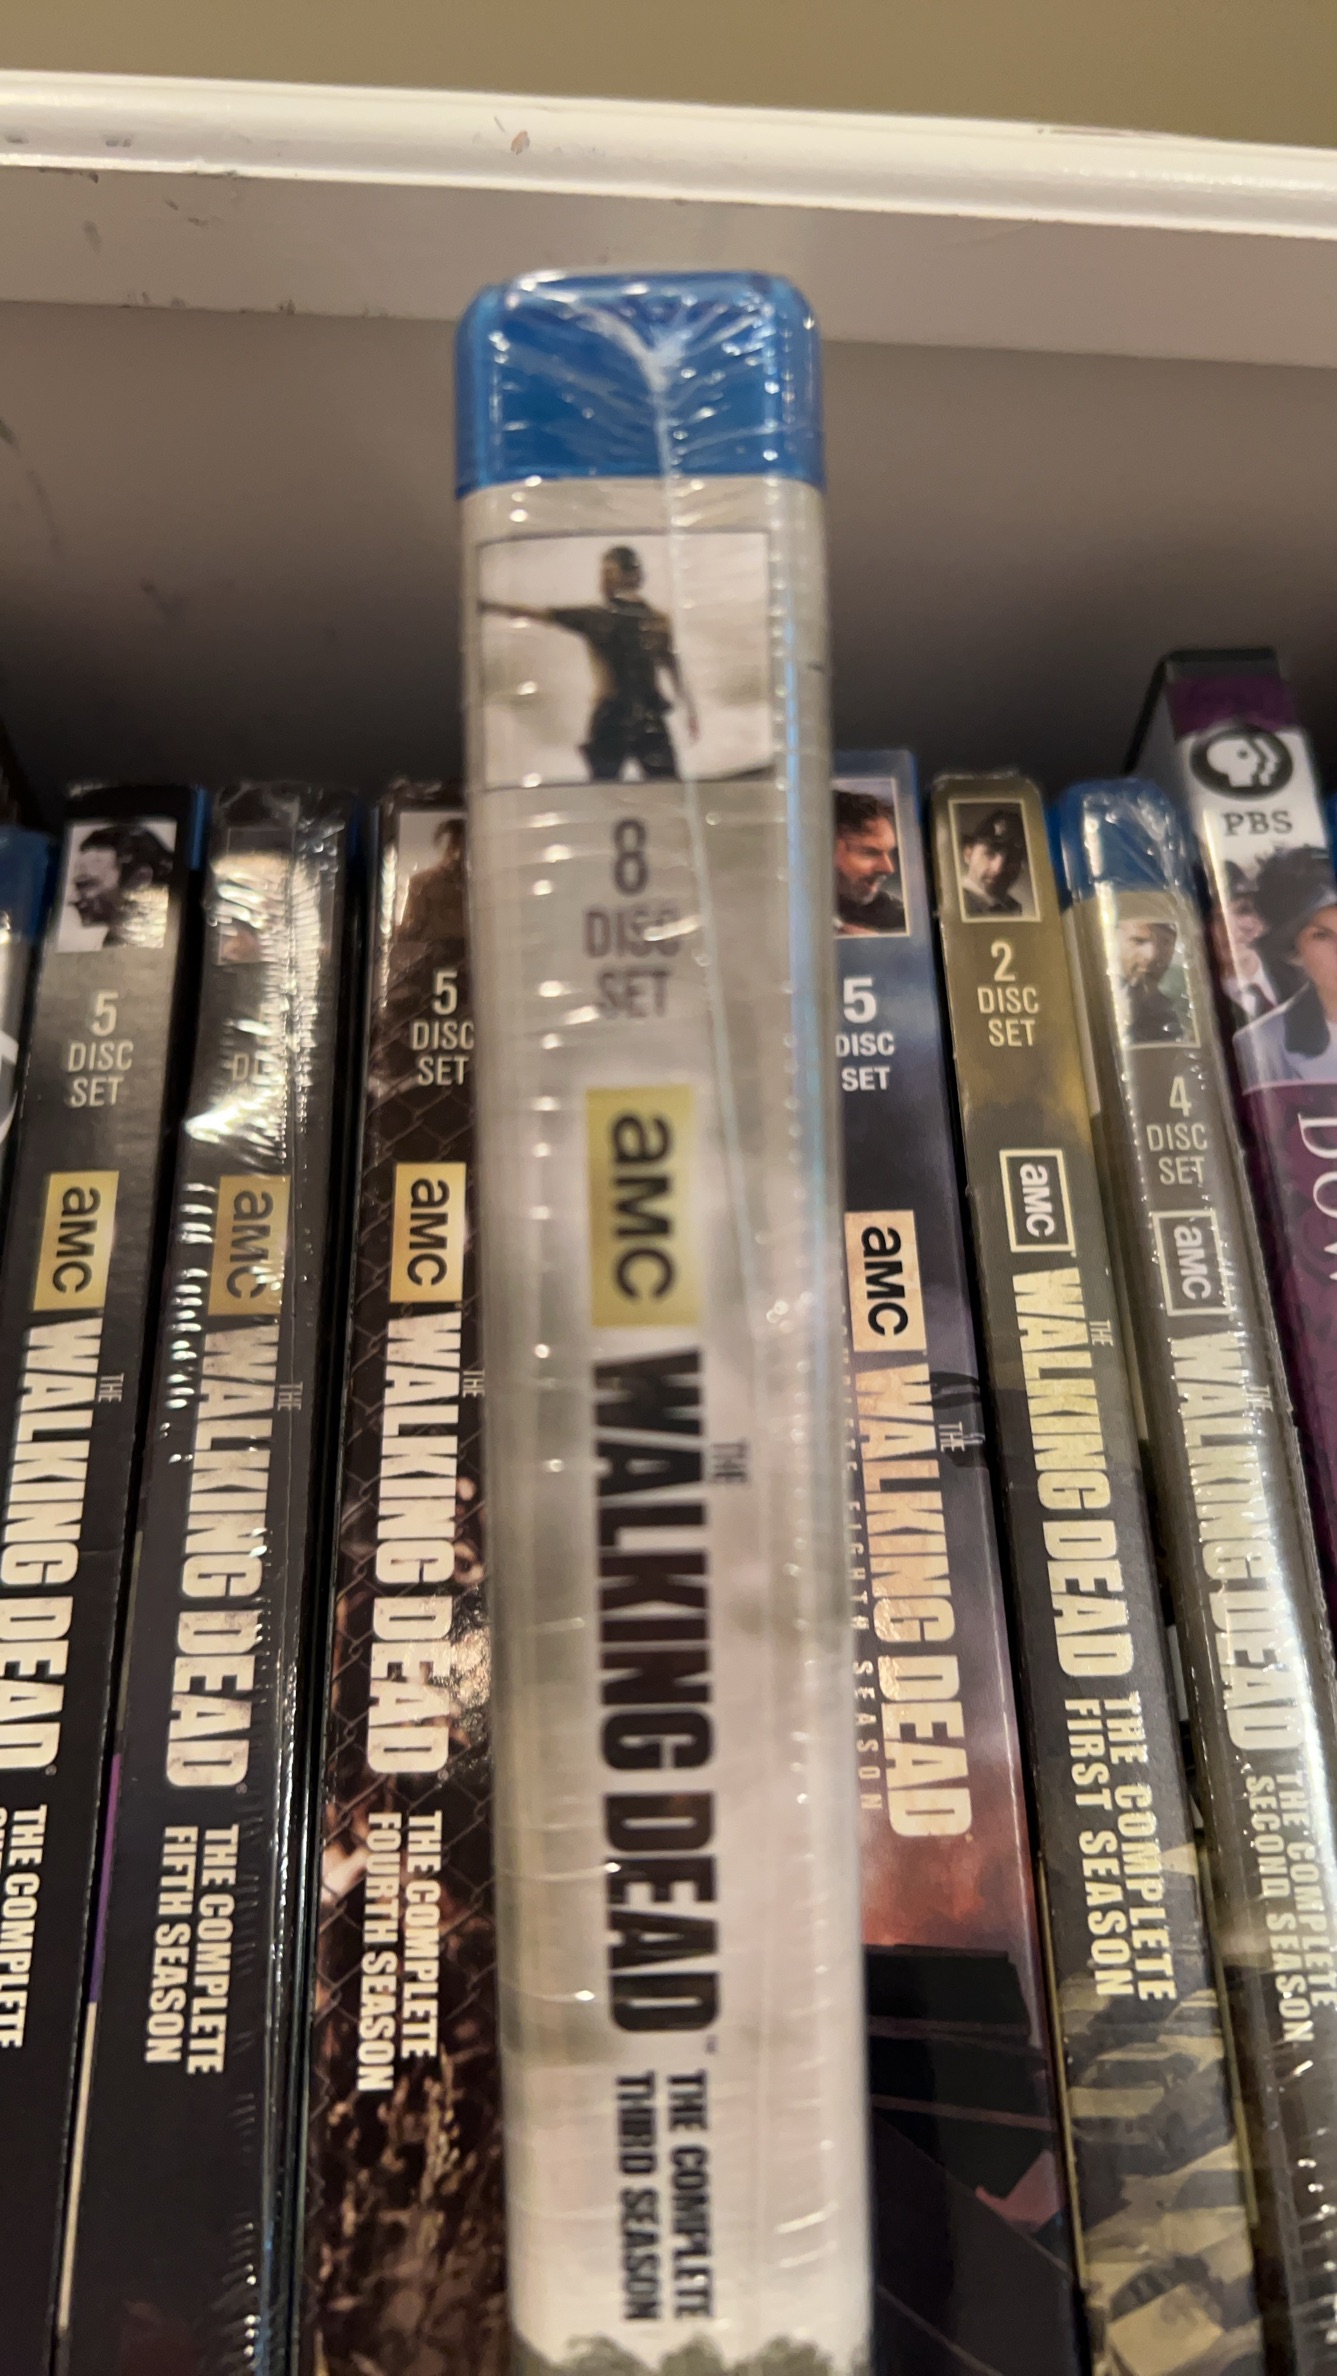 5
DISC
SET
aMC
THE
WALKING DEAD
THE COMPLETE
aMC
THE
WALKING DEAD
THE COMPLETE
FIFTH SEASON
5
DISC
SET
aMC
THE
WALKING DEAD
THE COMPLETE
FOURTH SEASON
8
DISC
SET
aMC
THE
WALKING DEAD™
THE COMPLETE
THIRD SEASON
5
DISC
SET
aMC
THE
WALKING DEAD
EIGHTH SEASON
2
DISC
SET
aMC
THE
WALKING DEAD
THE COMPLETE
FIRST SEASON
4
DISC
SET
aMC
THE
WALKING DEAD
THE COMPLETE
SECOND SEASON
PBS